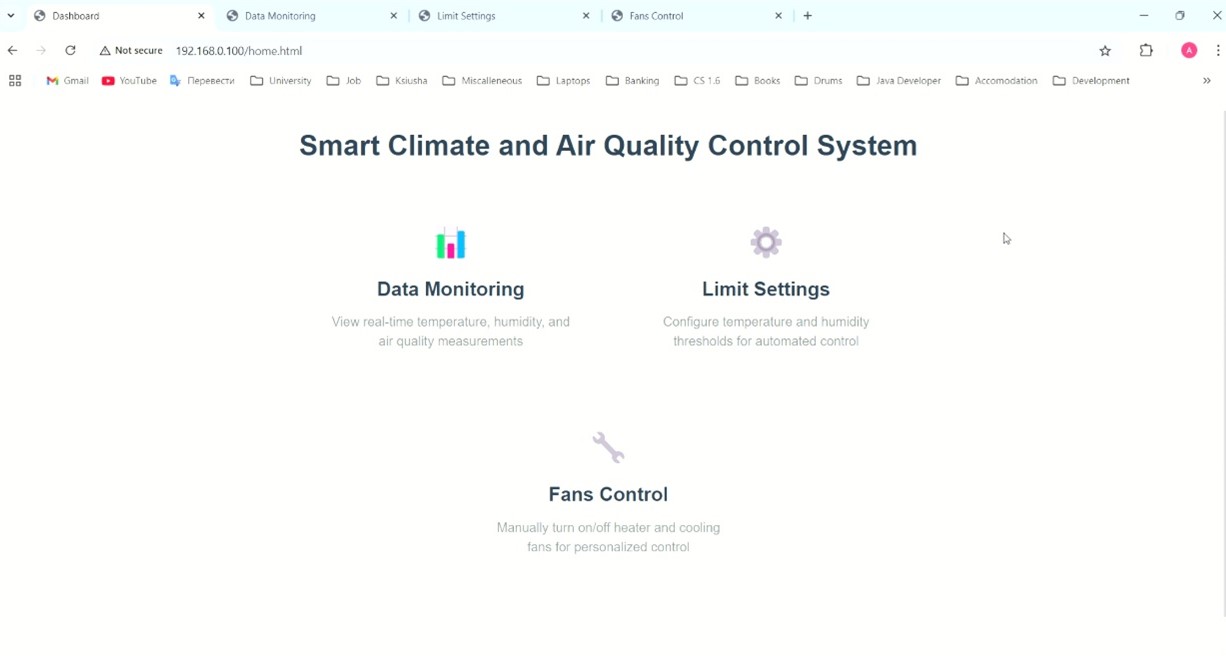 Dashboard
Data Monitoring
Limit Settings
Fans Control
Not secure
192.168.0.100/home.html
A
Gmail
YouTube
Перевести
University
Job
Ksiusha
Miscalleneous
Laptops
Banking
CS 1.6
Books
Drums
Java Developer
Accomodation
Development
Smart Climate and Air Quality Control System
Data Monitoring
View real-time temperature, humidity, and
air quality measurements
Limit Settings
Configure temperature and humidity
thresholds for automated control
Fans Control
Manually turn on/off heater and cooling
fans for personalized control